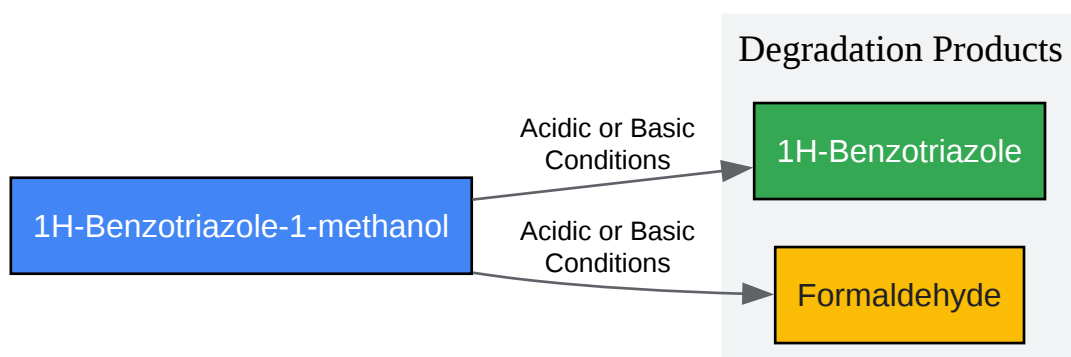 Degradation Products
Acidic or Basic
Conditions
1H-Benzotriazole
1H-Benzotriazole-1-methanol
Acidic or Basic
Conditions
Formaldehyde